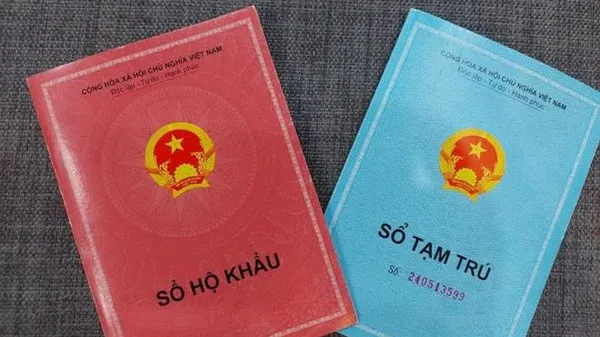 CỘNG HÒA XÃ HỘI CHỦ NGHĨA VIỆT NAM
Độc lập - Tự do - Hạnh phúc
SỔ HỘ KHẨU
CỘNG HÒA XÃ HỘI CHỦ NGHĨA VIỆT NAM
Độc lập - Tự do - Hạnh phúc
SỔ TẠM TRÚ
Số 240513599